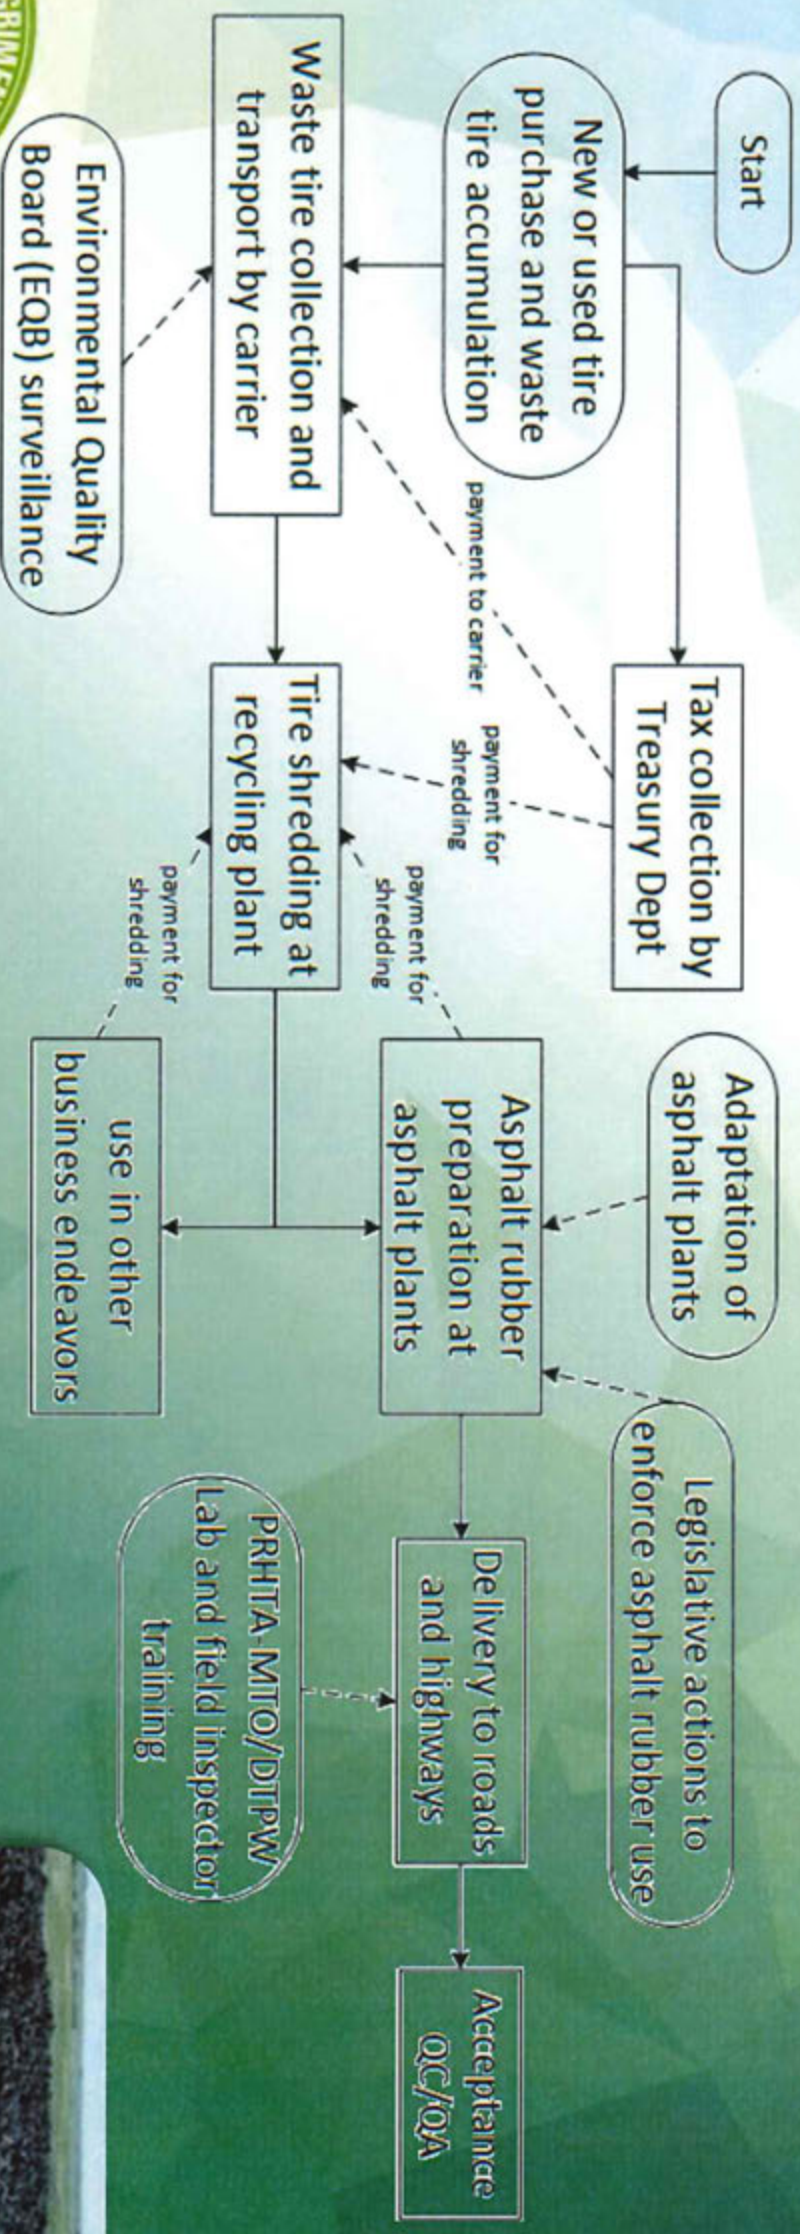 Start
New or used tire
purchase and waste
tire accumulation
Waste tire collection and
transport by carrier
Environmental Quality
Board (EQB) surveillance
Tax collection by
Treasury Dept
payment to carrier
payment for
shredding
Tire shredding at
recycling plant
payment for
shredding
payment for
shredding
Adaptation of
asphalt plants
Asphalt rubber
preparation at
asphalt plants
use in other
business endeavors
Legislative actions to
enforce asphalt rubber use
Delivery to roads
and highways
PRHTA-MTO/DTPW
Lab and field inspector
training
Acceptance
QC/QA